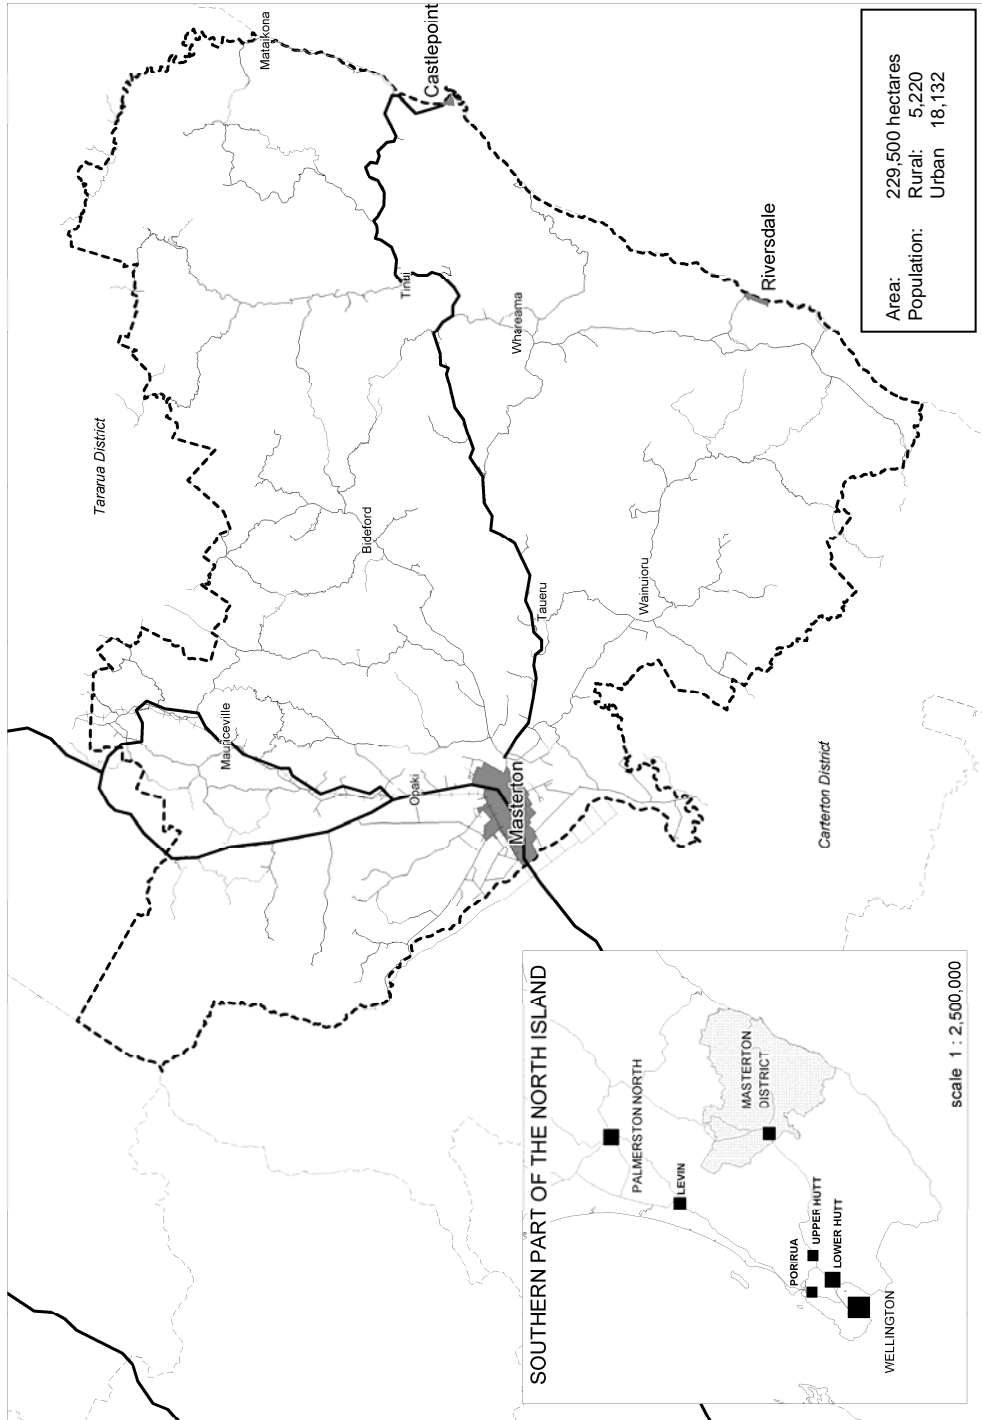 Mataikona
Castlepoint
Tararua District
Tinui
Whareama
Riversdale
Bideford
Taueru
Wainuioru
Mauriceville
Opaki
Masterton
Carterton District
Area: 229,500 hectares
Population: Rural: 5,220
Urban 18,132
SOUTHERN PART OF THE NORTH ISLAND
PALMERSTON NORTH
LEVIN
MASTERTON
DISTRICT
PORIRUA
UPPER HUTT
LOWER HUTT
WELLINGTON
scale 1 : 2,500,000